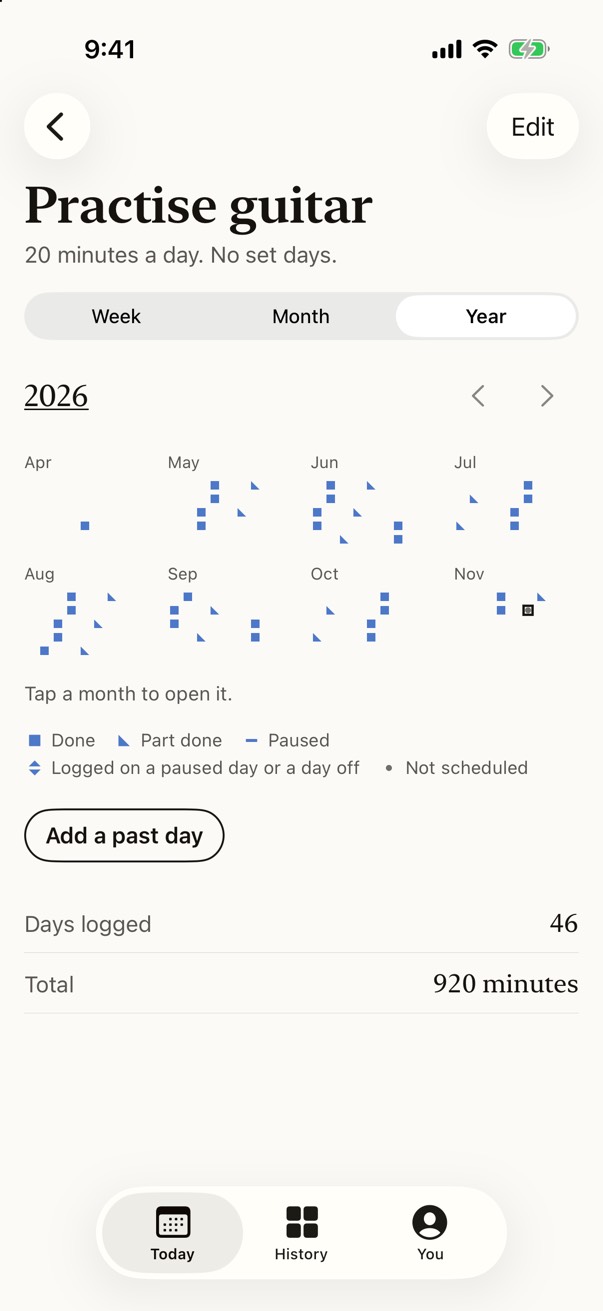 9:41
Edit
Practise guitar
20 minutes a day. No set days.
Week Month Year
2026
Apr May Jun Jul
Aug Sep Oct Nov
Tap a month to open it.
Done Part done Paused
Logged on a paused day or a day off Not scheduled
Add a past day
Days logged 46
Total 920 minutes
Today History You